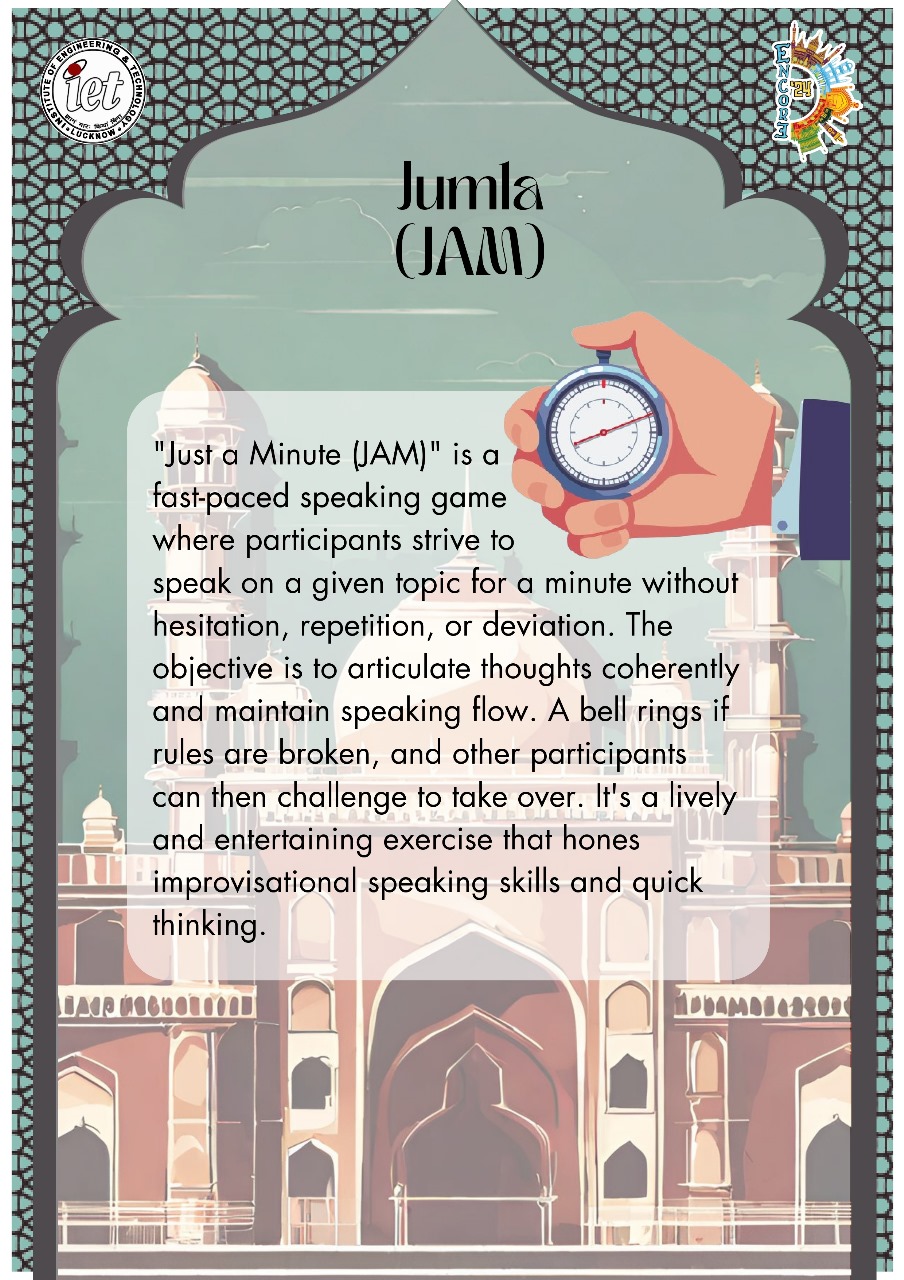 INSTITUTE OF ENGINEERING & TECHNOLOGY
iet
LUCKNOW
ENCORE
'24
Jumla
(JAM)
"Just a Minute (JAM)" is a
fast-paced speaking game
where participants strive to
speak on a given topic for a minute without
hesitation, repetition, or deviation. The
objective is to articulate thoughts coherently
and maintain speaking flow. A bell rings if
rules are broken, and other participants
can then challenge to take over. It's a lively
and entertaining exercise that hones
improvisational speaking skills and quick
thinking.